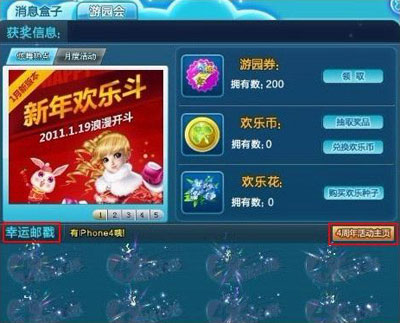 消息盒子 游园会
获奖信息:
月度活动
1月新版本
新年欢乐斗
2011.1.19浪漫开斗
1 2 3 4 5
游园券:
拥有数: 200
领取
欢乐币:
拥有数: 0
抽取奖品
兑换欢乐币
欢乐花:
拥有数: 0
购买欢乐种子
幸运邮戳 有iPhone4哦!
4周年活动主页